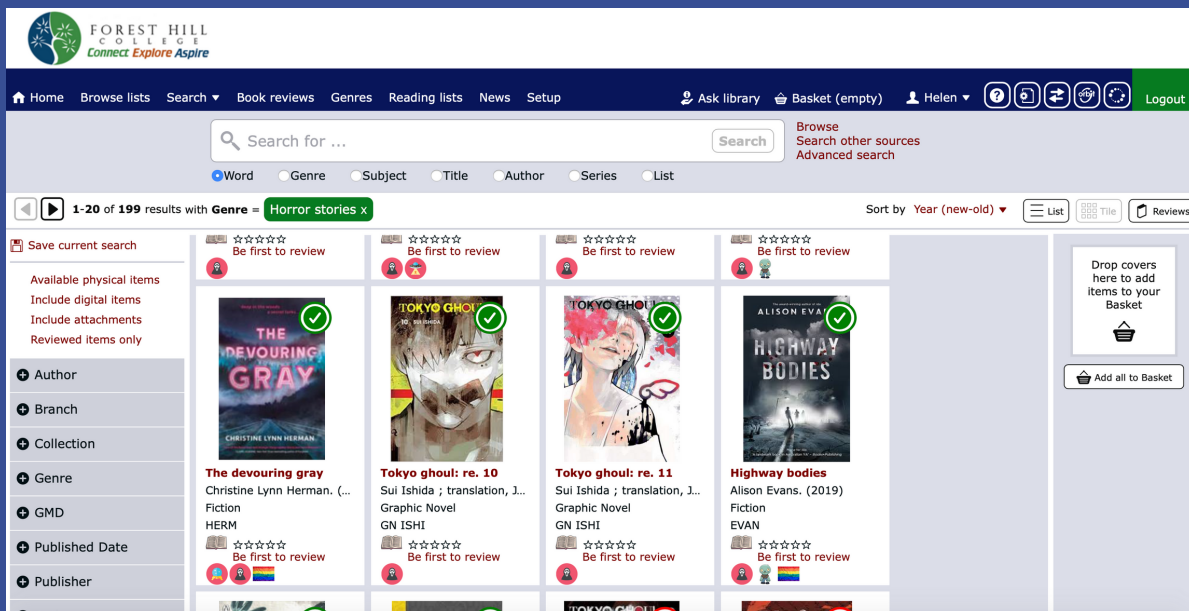 FOREST HILL
COLLEGE
Connect Explore Aspire
Home Browse lists Search Book reviews Genres Reading lists News Setup Ask library Basket (empty) Helen orbit Logout
Search for ... Search
Browse
Search other sources
Advanced search
Word Genre Subject Title Author Series List
1-20 of 199 results with Genre = Horror stories x
Sort by Year (new-old) List Tile Reviews
Save current search
Available physical items
Include digital items
Include attachments
Reviewed items only
Author
Branch
Collection
Genre
GMD
Published Date
Publisher
Be first to review
Be first to review
Be first to review
Be first to review
THE
DEVOURING
GRAY
CHRISTINE LYNN HERMAN
The devouring gray
Christine Lynn Herman. (...
Fiction
HERM
Be first to review
TOKYO GHOU
10 SUI ISHIDA
Tokyo ghoul: re. 10
Sui Ishida ; translation, J...
Graphic Novel
GN ISHI
Be first to review
TOKYO GHOU
Tokyo ghoul: re. 11
Sui Ishida ; translation, J...
Graphic Novel
GN ISHI
Be first to review
ALISON EVA
HIGHWAY
BODIES
Highway bodies
Alison Evans. (2019)
Fiction
EVAN
Be first to review
TOKYO GHOU
Drop covers
here to add
items to your
Basket
Add all to Basket